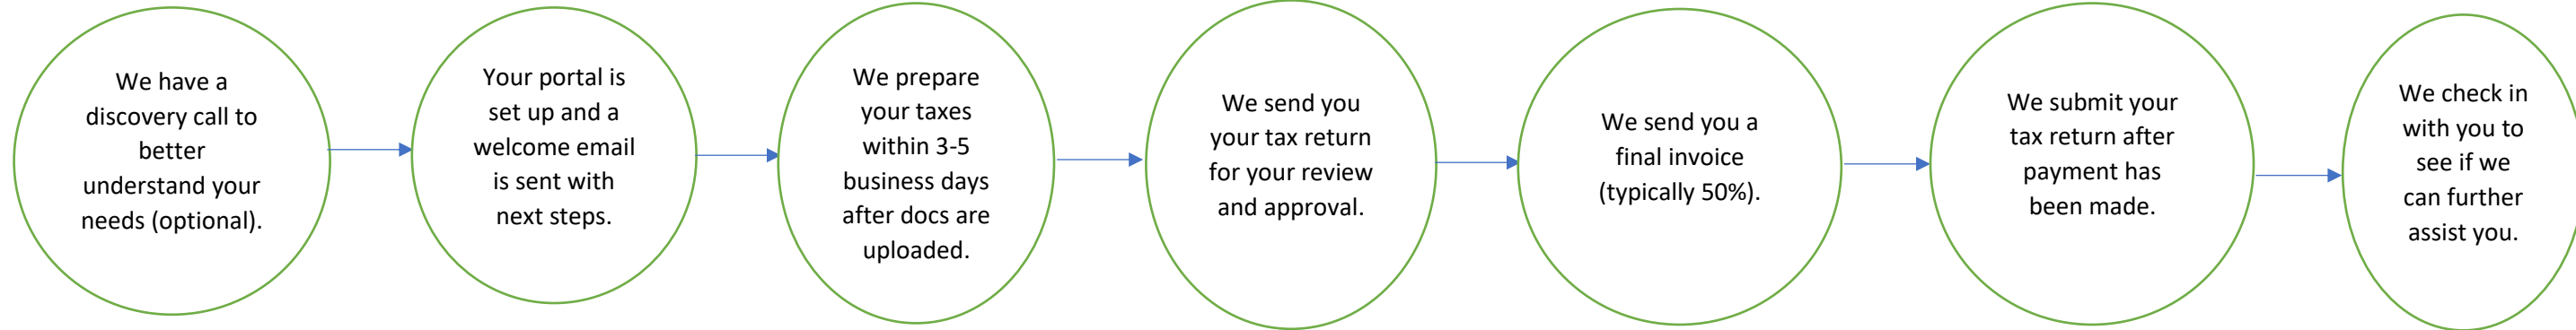 We have a
discovery call to
better
understand your
needs (optional).
Your portal is
set up and a
welcome email
is sent with
next steps.
We prepare
your taxes
within 3-5
business days
after docs are
uploaded.
We send you
your tax return
for your review
and approval.
We send you a
final invoice
(typically 50%).
We submit your
tax return after
payment has
been made.
We check in
with you to
see if we
can further
assist you.